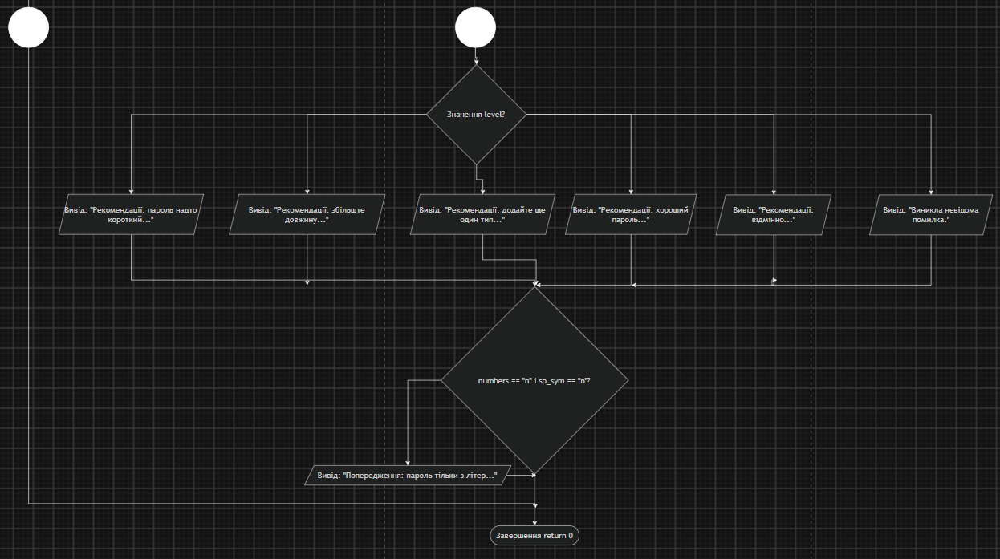 Значення level?
Вивід: "Рекомендації: пароль надто
короткий..."
Вивід: "Рекомендації: збільште
довжину..."
Вивід: "Рекомендації: додайте ще
один тип..."
Вивід: "Рекомендації: хороший
пароль..."
Вивід: "Рекомендації:
відмінно..."
Вивід: "Виникла невідома
помилка."
numbers == "n" і sp_sym == "n"?
Вивід: "Попередження: пароль тільки з літер..."
Завершення return 0